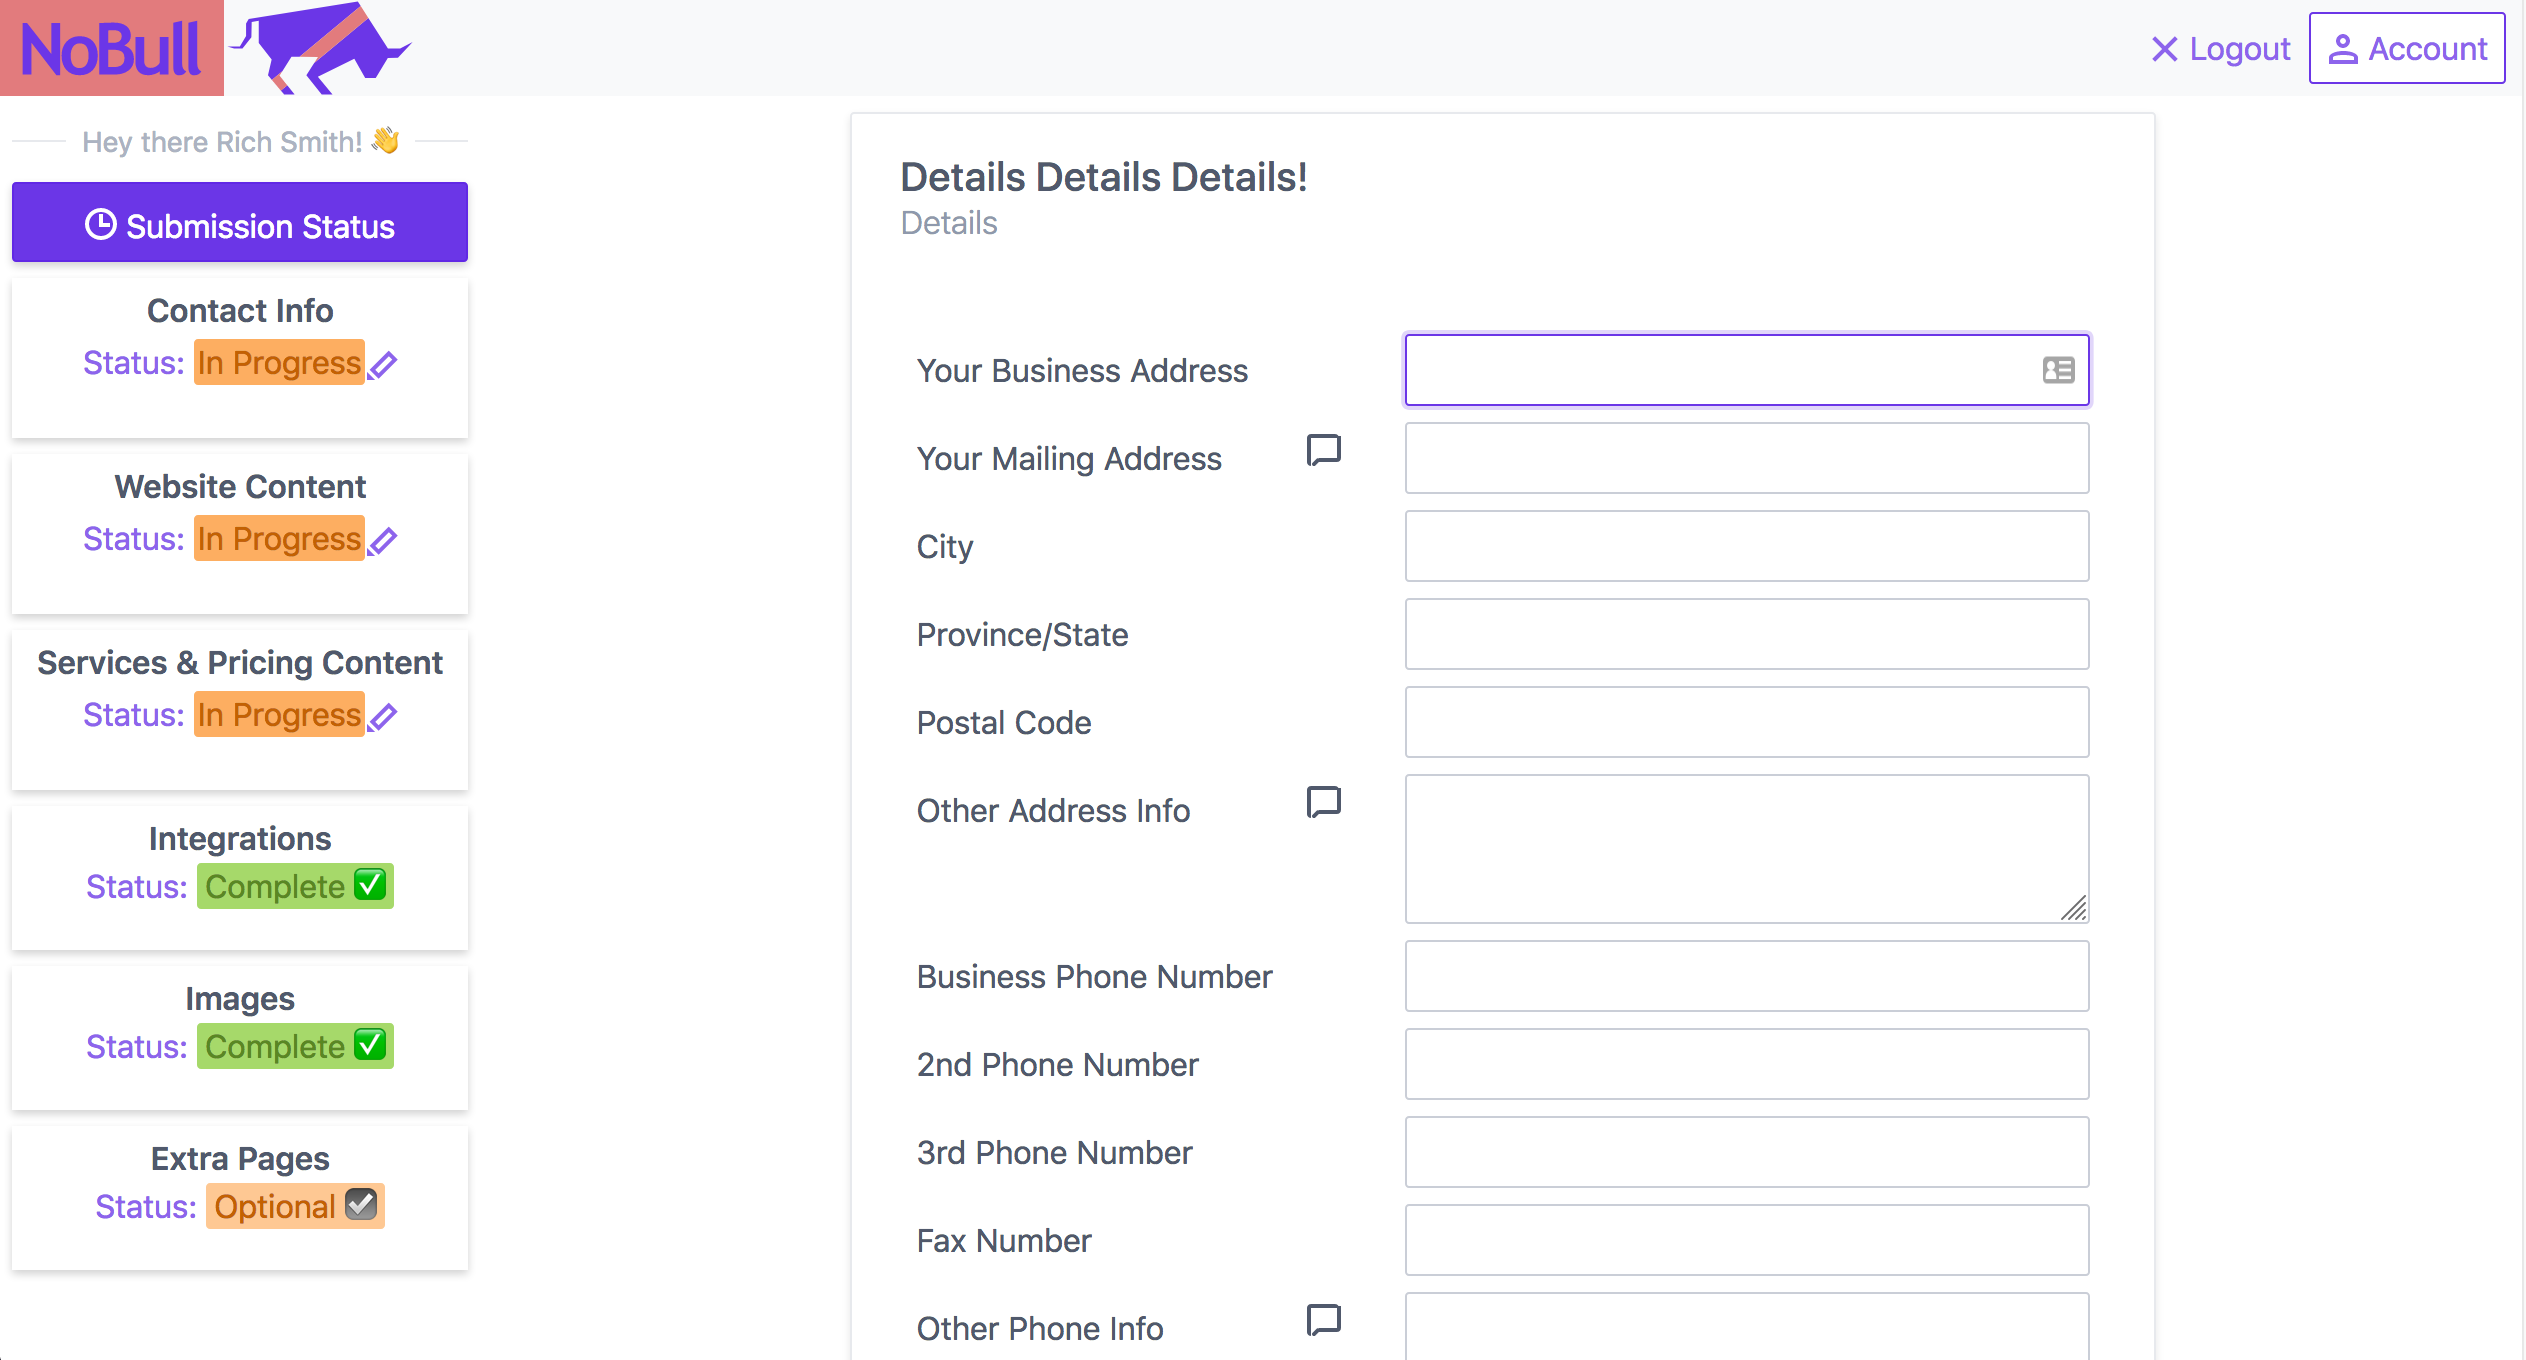 NoBull
Logout
Account
Hey there Rich Smith! 👋
Submission Status
Contact Info
Status: In Progress
Website Content
Status: In Progress
Services & Pricing Content
Status: In Progress
Integrations
Status: Complete ✅
Images
Status: Complete ✅
Extra Pages
Status: Optional ☑️
Details Details Details!
Details
Your Business Address
Your Mailing Address
City
Province/State
Postal Code
Other Address Info
Business Phone Number
2nd Phone Number
3rd Phone Number
Fax Number
Other Phone Info